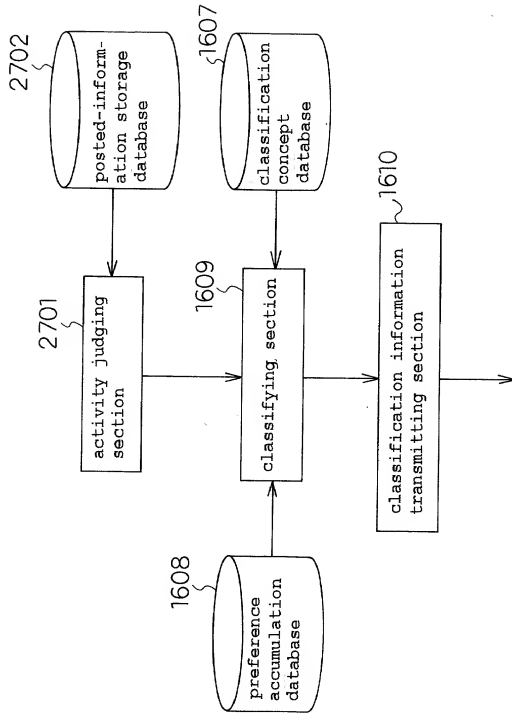 2702
posted-inform-
ation storage
database
2701
activity judging
section
1607
classification
concept
database
1609
classifying section
1608
preference
accumulation
database
1610
classification information
transmitting section